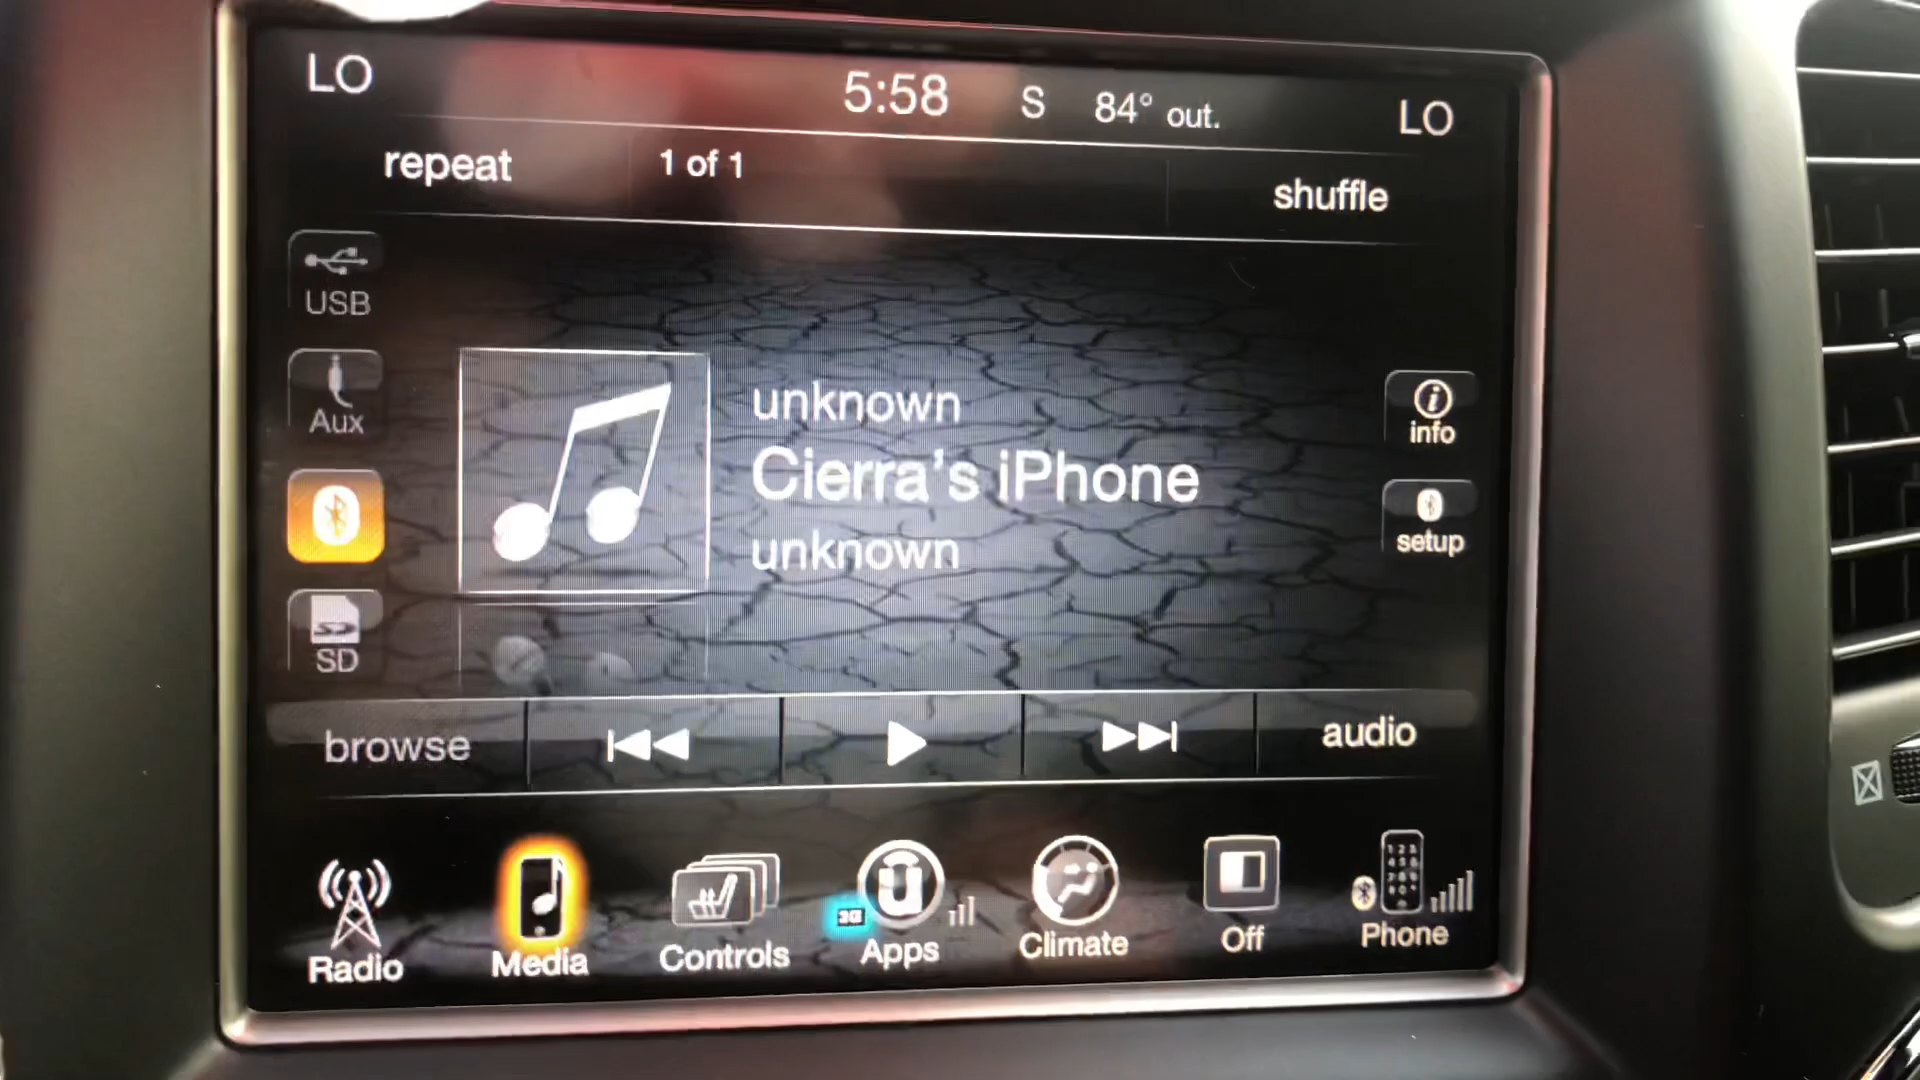 LO
5:58 S 84° out.
LO
repeat
1 of 1
shuffle
USB
Aux
SD
unknown
Cierra's iPhone
unknown
info
setup
browse
audio
Radio
Media
Controls
3G
Apps
Climate
Off
Phone